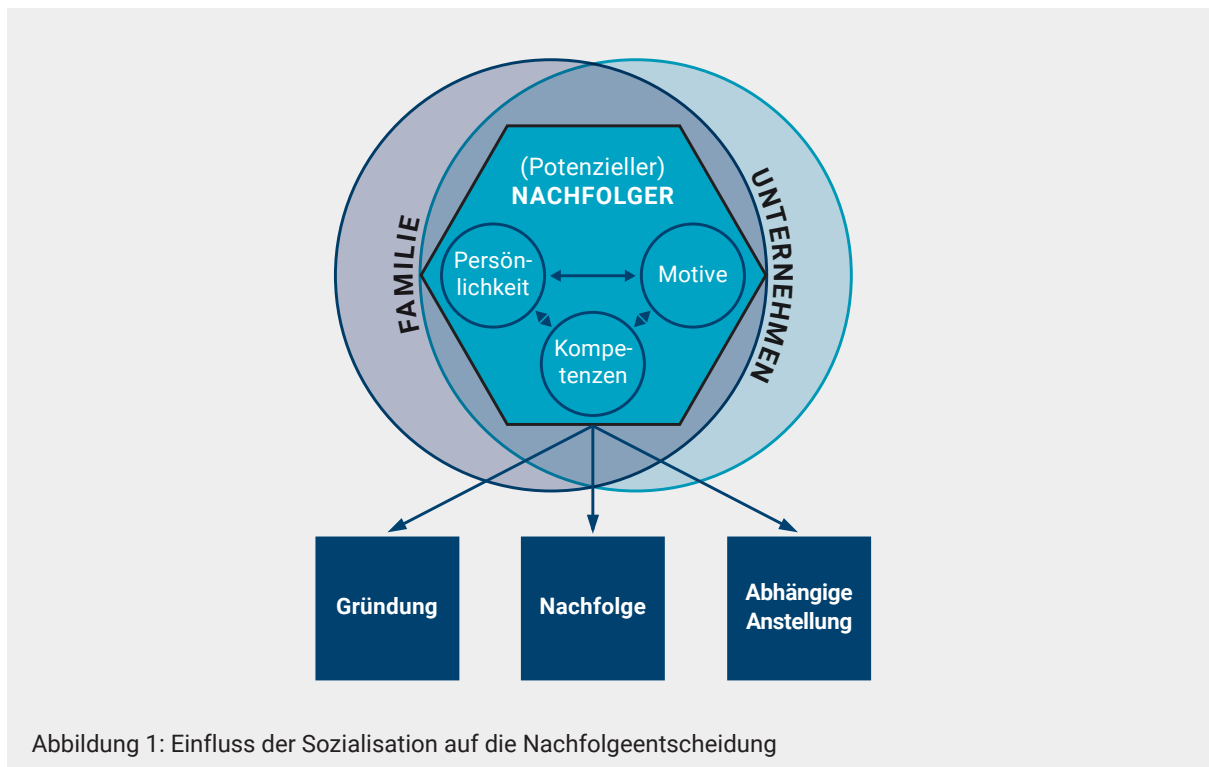 (Potenzieller)
NACHFOLGER
FAMILIE
UNTERNEHMEN
Persön-
lichkeit
Motive
Kompe-
tenzen
Gründung
Nachfolge
Abhängige
Anstellung
Abbildung 1: Einfluss der Sozialisation auf die Nachfolgeentscheidung